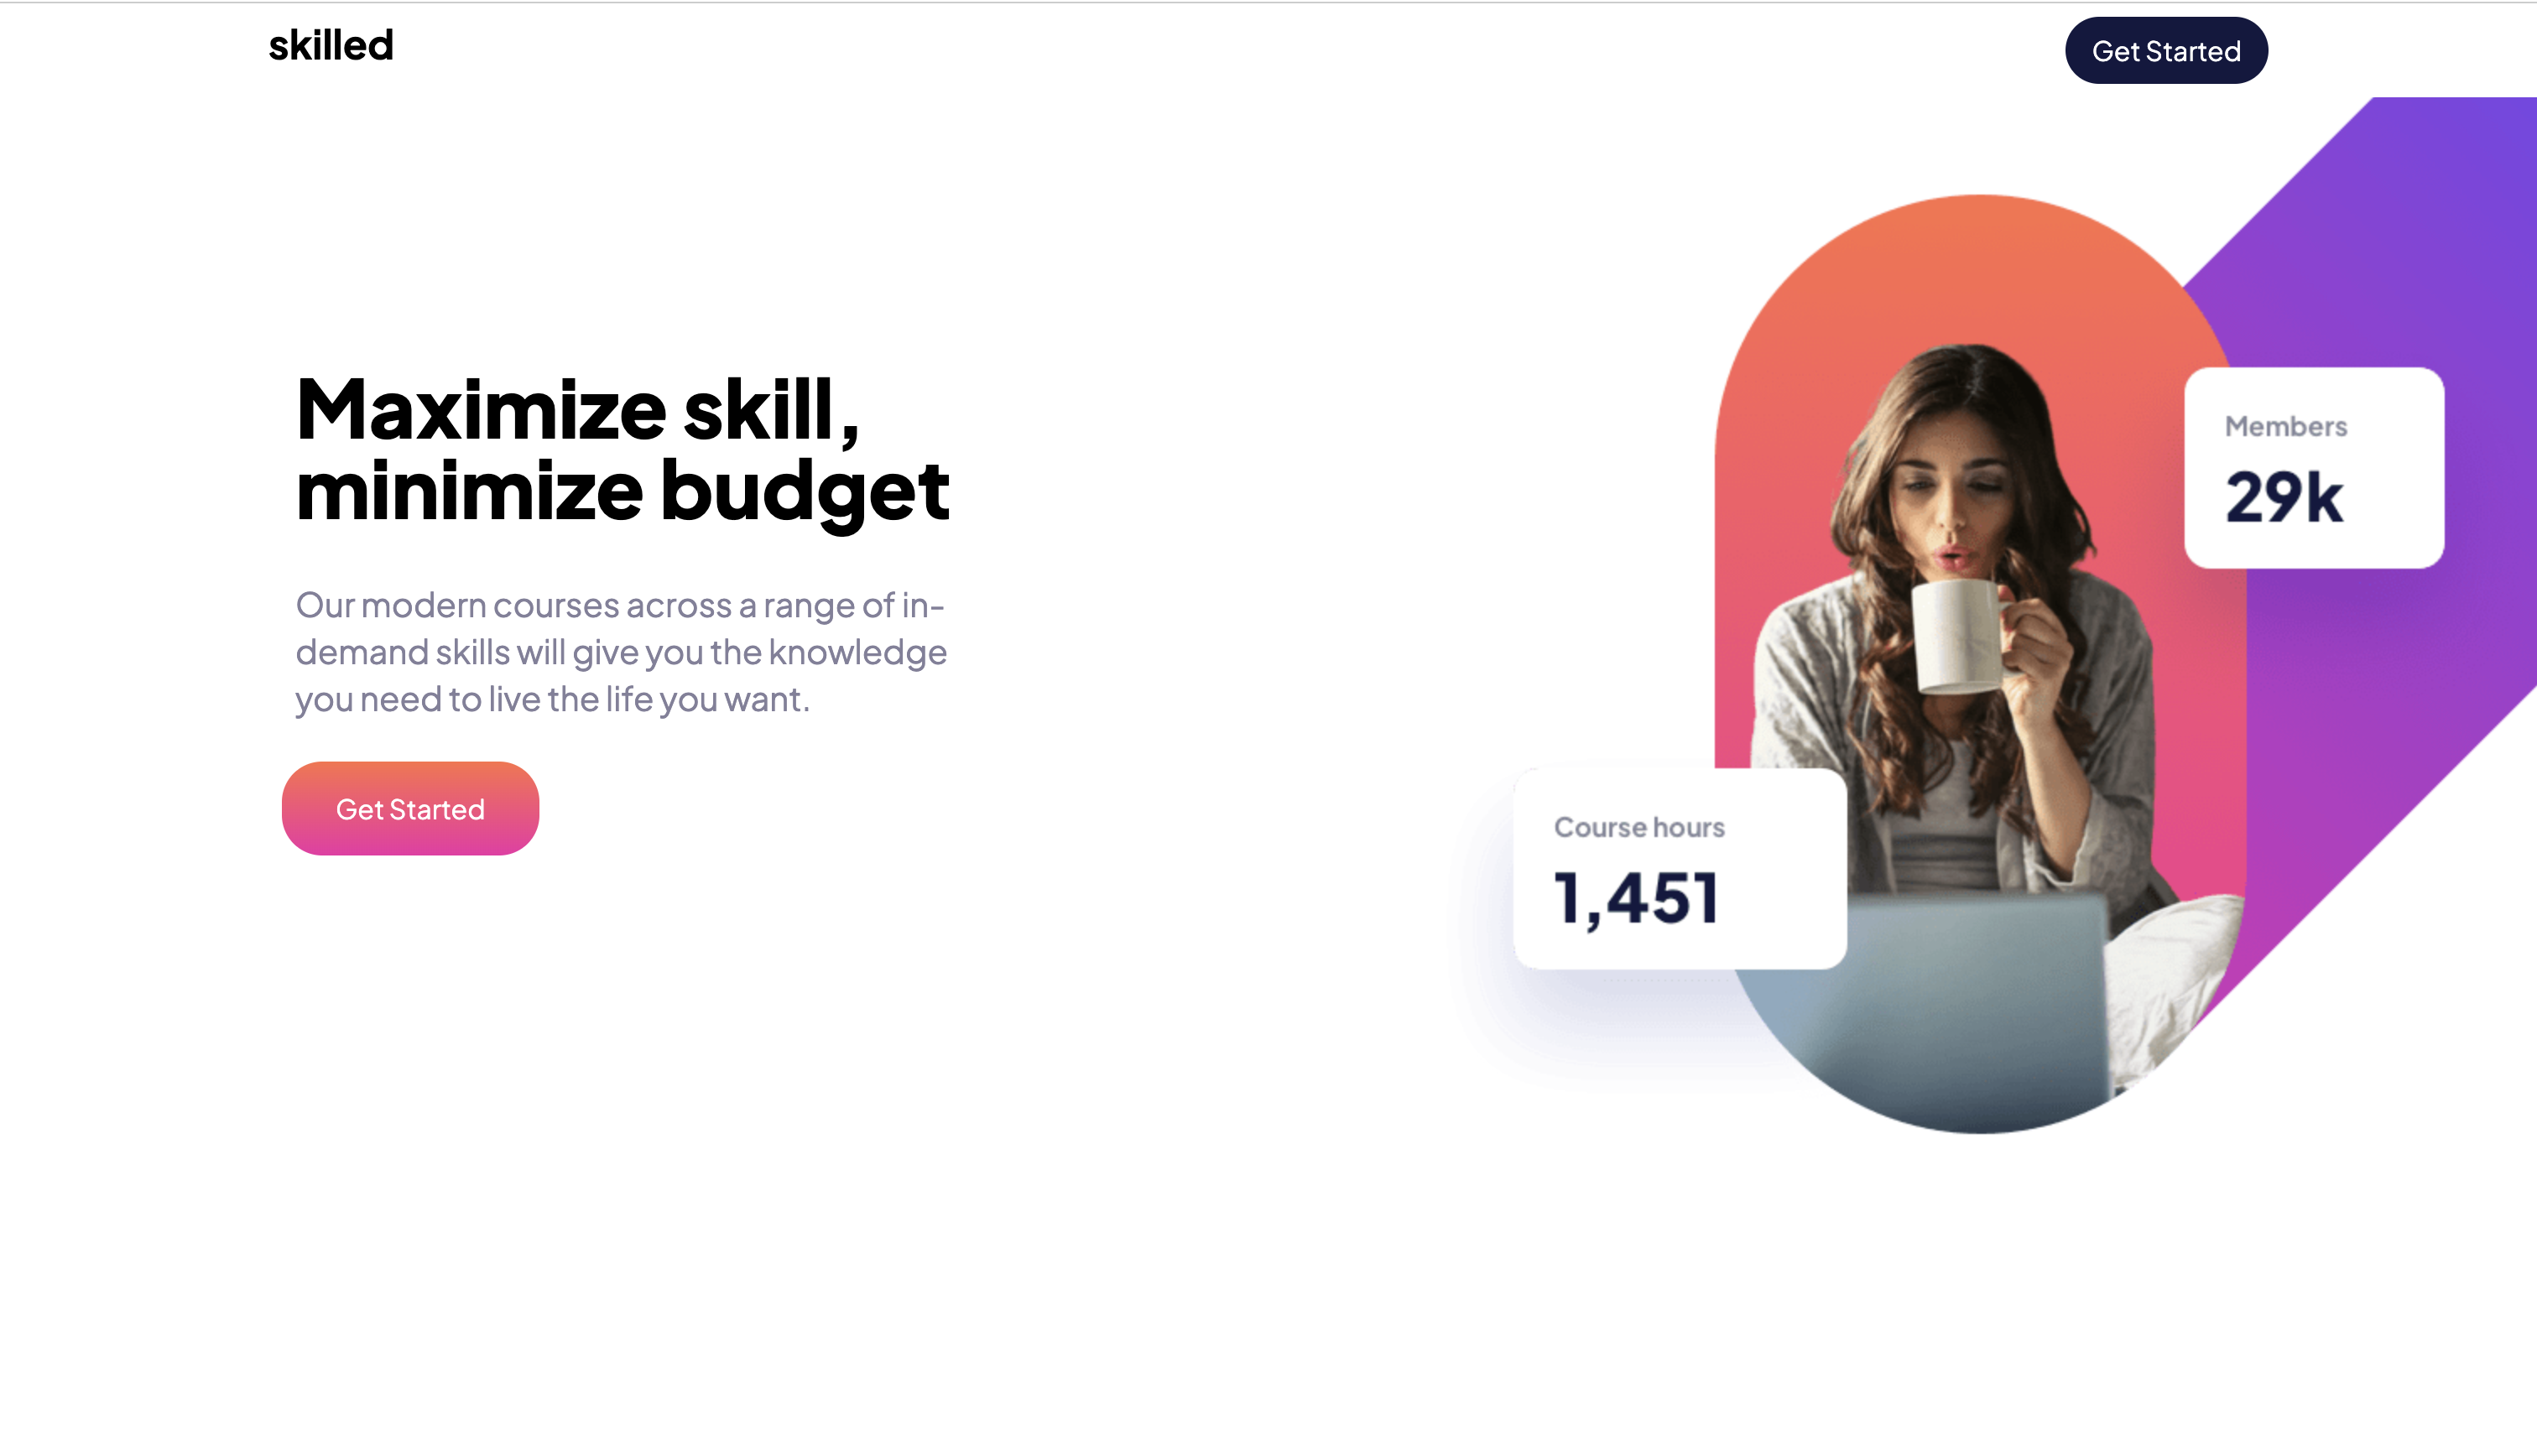 skilled
Get Started
Maximize skill,
minimize budget
Our modern courses across a range of in-
demand skills will give you the knowledge
you need to live the life you want.
Get Started
Members
29k
Course hours
1,451